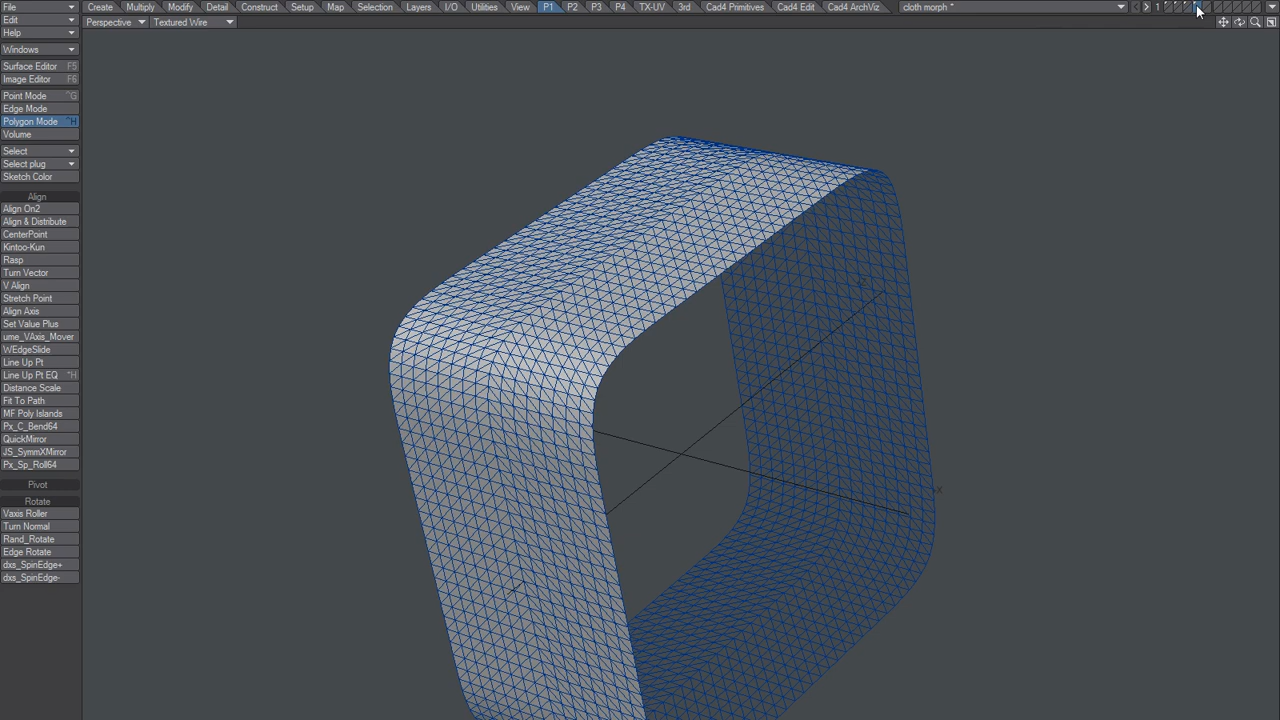 File Create Multiply Modify Detail Construct Setup Map Selection Layers I/O Utilities View P1 P2 P3 P4 TX-UV 3rd Cad4 Primitives Cad4 Edit Cad4 ArchViz cloth morph * 1
Edit Perspective Textured Wire
Help
Windows
Surface Editor F5
Image Editor F6
Point Mode ^G
Edge Mode
Polygon Mode ^H
Volume
Select
Select plug
Sketch Color
Align
Align On2
Align & Distribute
CenterPoint
Kintoo-Kun
Rasp
Turn Vector
V Align
Stretch Point
Align Axis
Set Value Plus
ume_VAxis_Mover
WEdgeSlide
Line Up Pt
Line Up Pt EQ ^H
Distance Scale
Fit To Path
MF Poly Islands
Px_C_Bend64
QuickMirror
JS_SymmXMirror
Px_Sp_Roll64
Pivot
Rotate
Vaxis Roller
Turn Normal
Rand_Rotate
Edge Rotate
dxs_SpinEdge+
dxs_SpinEdge-
X